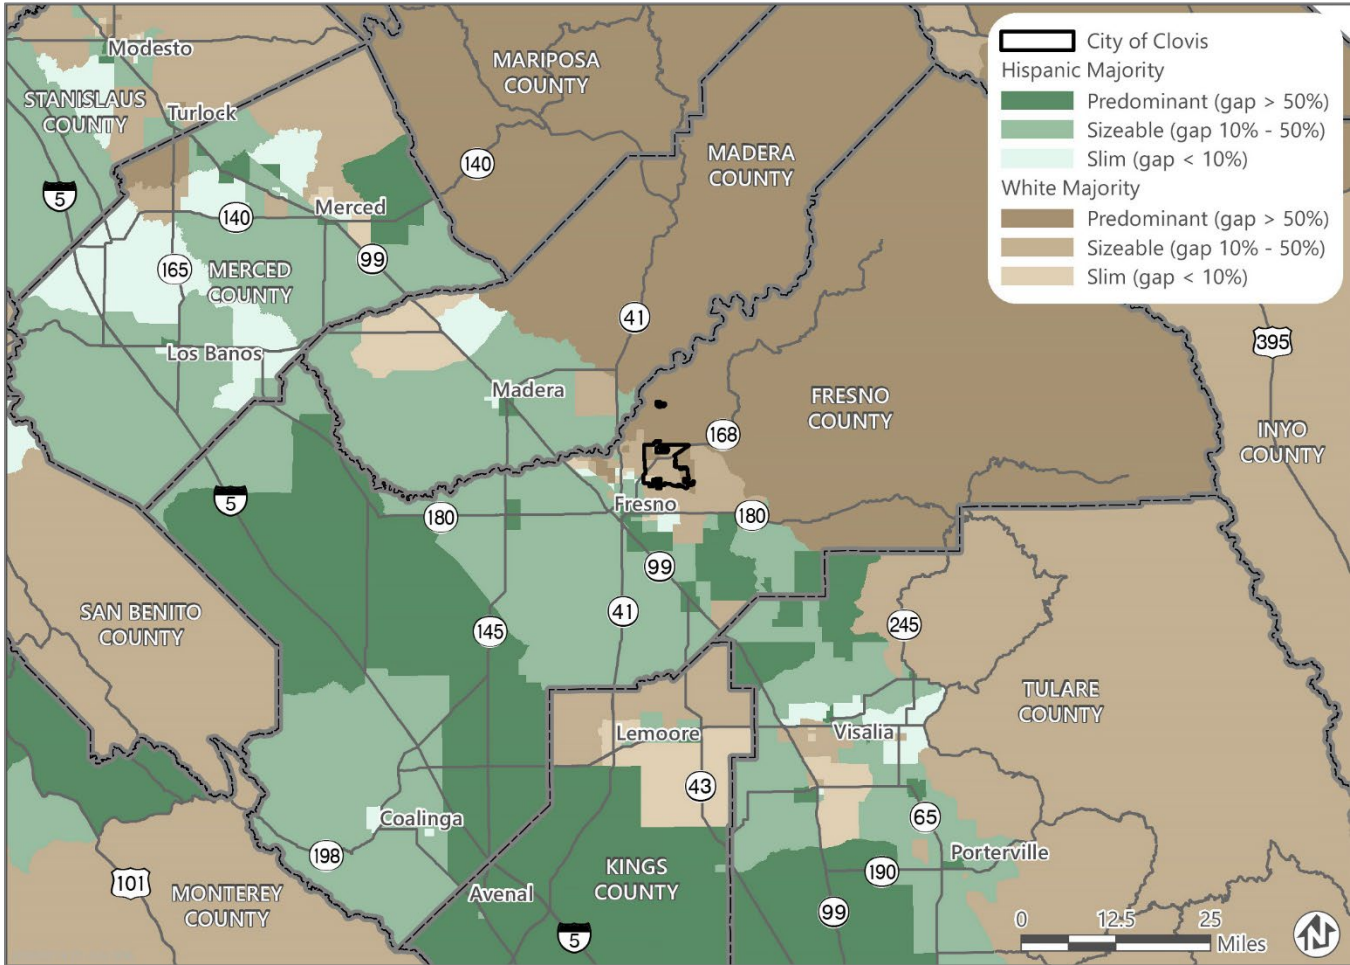 City of Clovis
Hispanic Majority
Predominant (gap > 50%)
Sizeable (gap 10% - 50%)
Slim (gap < 10%)
White Majority
Predominant (gap > 50%)
Sizeable (gap 10% - 50%)
Slim (gap < 10%)
Modesto
MARIPOSA
COUNTY
STANISLAUS
COUNTY
Turlock
140
MADERA
COUNTY
5
Merced
140
99
165
MERCED
COUNTY
41
395
Los Banos
Madera
FRESNO
COUNTY
INYO
COUNTY
168
5
180
Fresno
180
99
SAN BENITO
COUNTY
145
41
245
TULARE
COUNTY
Lemoore
Visalia
43
Coalinga
65
198
Porterville
101
MONTEREY
COUNTY
Avenal
KINGS
COUNTY
190
99
5
0 12.5 25
Miles
N